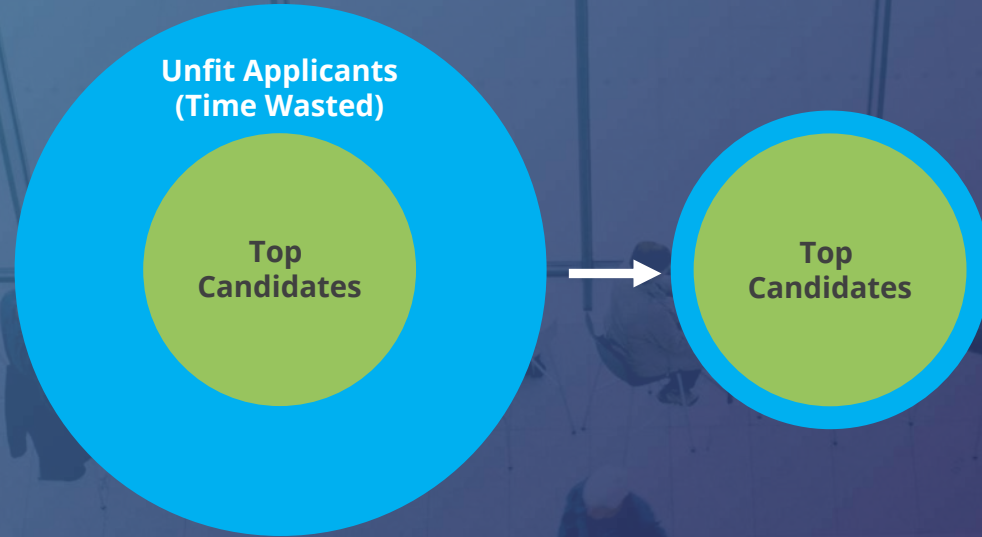 Unfit Applicants
(Time Wasted)
Top
Candidates
Top
Candidates